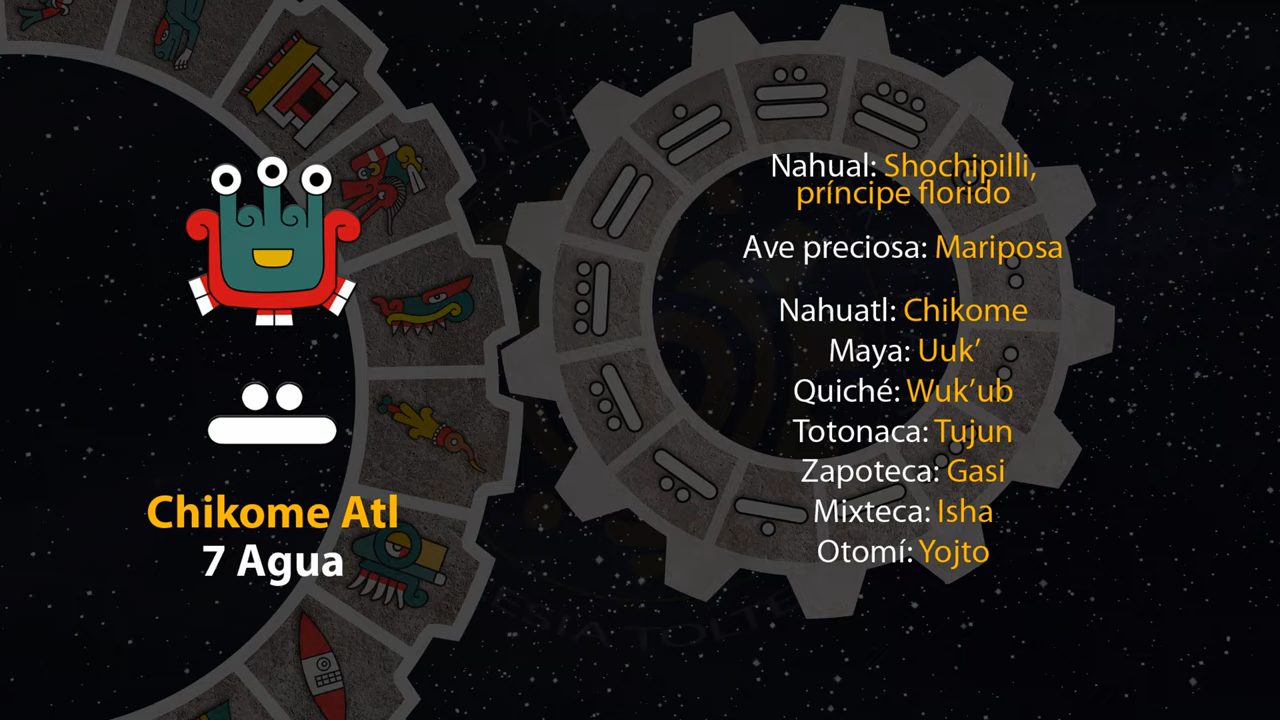 Chikome Atl
7 Agua
Nahual: Shochipilli,
príncipe florido
Ave preciosa: Mariposa
Nahuatl: Chikome
Maya: Uuk’
Quiché: Wuk’ub
Totonaca: Tujun
Zapoteca: Gasi
Mixteca: Isha
Otomí: Yojto